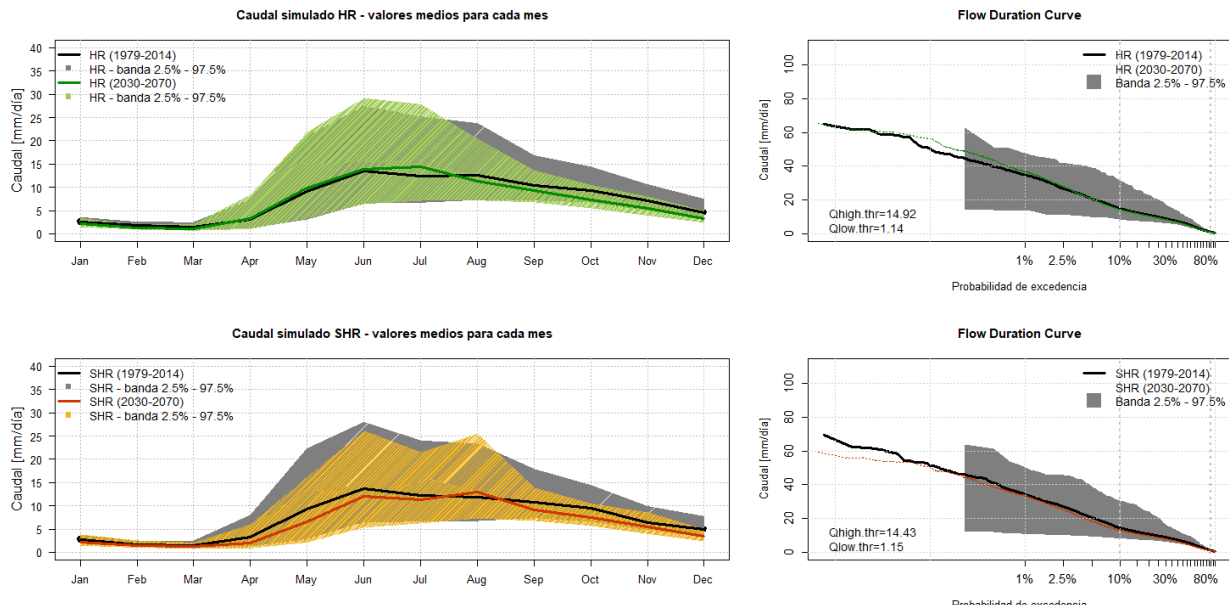 Caudal simulado HR - valores medios para cada mes
Caudal [mm/día]
40
35
30
25
20
15
10
5
0
HR (1979-2014)
HR - banda 2.5% - 97.5%
HR (2030-2070)
HR - banda 2.5% - 97.5%
Jan Feb Mar Apr May Jun Jul Aug Sep Oct Nov Dec
Flow Duration Curve
Caudal [mm/día]
100
80
60
40
20
0
HR (1979-2014)
HR (2030-2070)
Banda 2.5% - 97.5%
Qhigh.thr=14.92
Qlow.thr=1.14
1% 2.5% 10% 30% 80%
Probabilidad de excedencia
Caudal simulado SHR - valores medios para cada mes
Caudal [mm/día]
40
35
30
25
20
15
10
5
0
SHR (1979-2014)
SHR - banda 2.5% - 97.5%
SHR (2030-2070)
SHR - banda 2.5% - 97.5%
Jan Feb Mar Apr May Jun Jul Aug Sep Oct Nov Dec
Flow Duration Curve
Caudal [mm/día]
100
80
60
40
20
0
SHR (1979-2014)
SHR (2030-2070)
Banda 2.5% - 97.5%
Qhigh.thr=14.43
Qlow.thr=1.15
1% 2.5% 10% 30% 80%
Probabilidad de excedencia